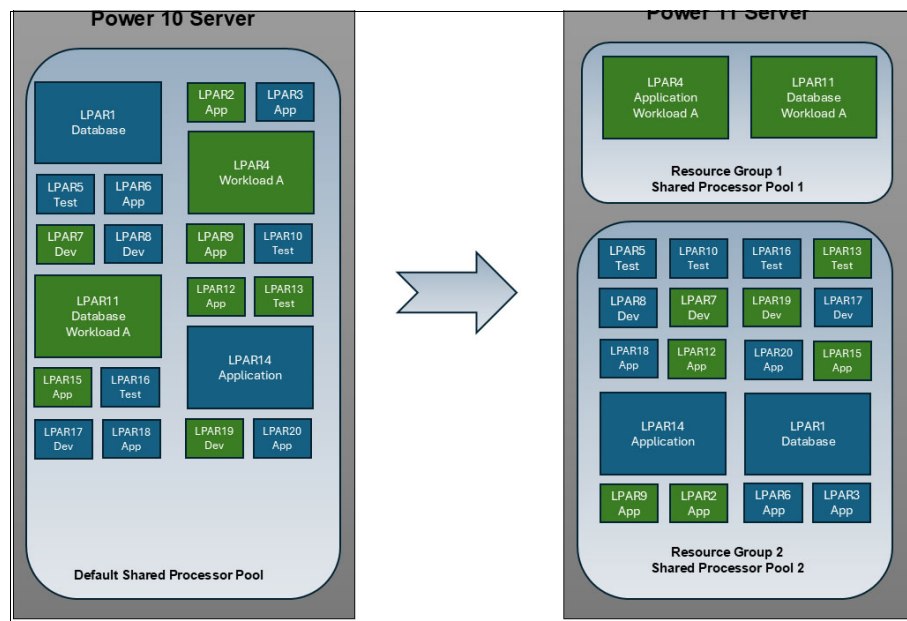 Power 10 Server
LPAR1
Database
LPAR2
App
LPAR3
App
LPAR4
Workload A
LPAR5
Test
LPAR6
App
LPAR7
Dev
LPAR8
Dev
LPAR9
App
LPAR10
Test
LPAR11
Database
Workload A
LPAR12
App
LPAR13
Test
LPAR14
Application
LPAR15
App
LPAR16
Test
LPAR17
Dev
LPAR18
App
LPAR19
Dev
LPAR20
App
Default Shared Processor Pool
Power 11 Server
LPAR4
Application
Workload A
LPAR11
Database
Workload A
Resource Group 1
Shared Processor Pool 1
LPAR5
Test
LPAR10
Test
LPAR16
Test
LPAR13
Test
LPAR8
Dev
LPAR7
Dev
LPAR19
Dev
LPAR17
Dev
LPAR18
App
LPAR12
App
LPAR20
App
LPAR15
App
LPAR14
Application
LPAR1
Database
LPAR9
App
LPAR2
App
LPAR6
App
LPAR3
App
Resource Group 2
Shared Processor Pool 2